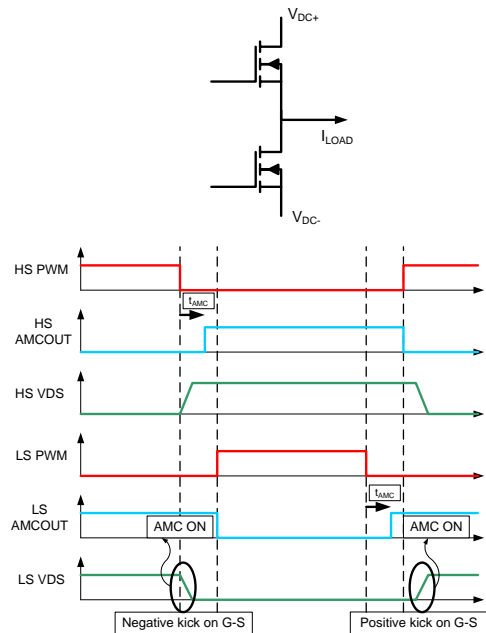 VDC+
ILOAD
VDC-
HS PWM
tAMC
HS
AMCOUT
HS VDS
LS PWM
tAMC
LS
AMCOUT
AMC ON
AMC ON
LS VDS
Negative kick on G-S
Positive kick on G-S